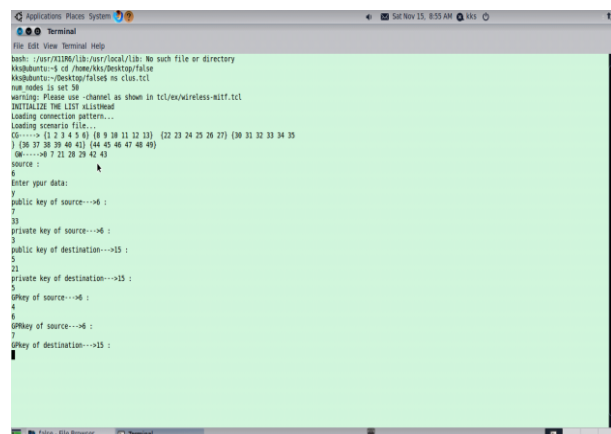 Applications Places System
Sat Nov 15, 8:55 AM kks
Terminal
File Edit View Terminal Help
bash: :/usr/X11R6/lib:/usr/local/lib: No such file or directory
kks@ubuntu:~$ cd /home/kks/Desktop/false
kks@ubuntu:~/Desktop/false$ ns clus.tcl
num_nodes is set 50
warning: Please use -channel as shown in tcl/ex/wireless-mitf.tcl
INITIALIZE THE LIST xListHead
Loading connection pattern...
Loading scenario file...
CG-----> {1 2 3 4 5 6} {8 9 10 11 12 13} {22 23 24 25 26 27} {30 31 32 33 34 35
} {36 37 38 39 40 41} {44 45 46 47 48 49}
GW----->0 7 21 28 29 42 43
source :
6
Enter ypur data:
y
public key of source--->6 :
7
33
private key of source--->6 :
3
public key of destination--->15 :
5
21
private key of destination--->15 :
5
GPkey of source--->6 :
4
6
GPRkey of source--->6 :
7
GPkey of destination--->15 :
false - File Browser
Terminal